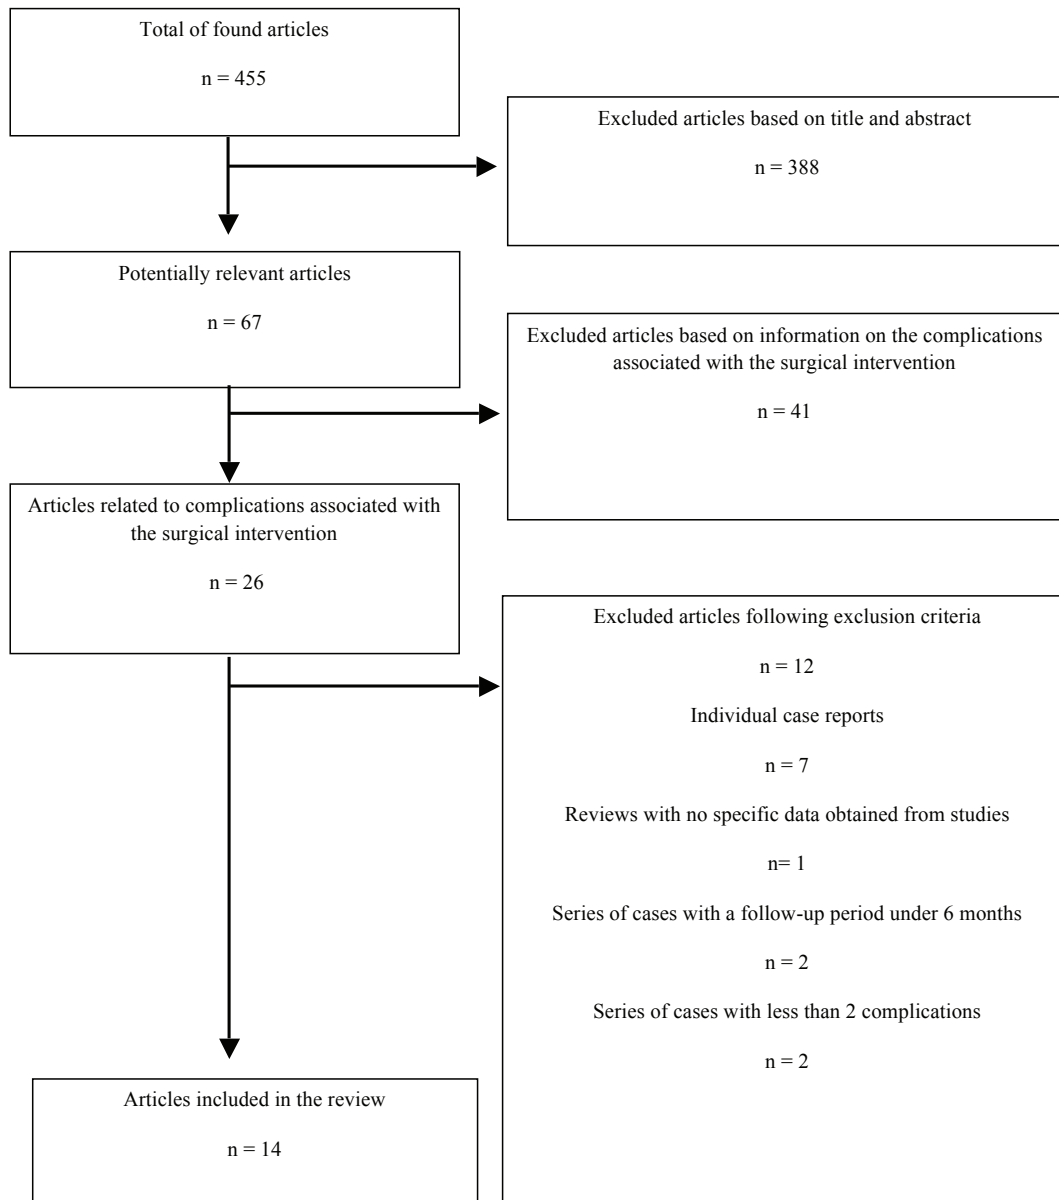 Total of found articles
n = 455
Excluded articles based on title and abstract
n = 388
Potentially relevant articles
n = 67
Excluded articles based on information on the complications
associated with the surgical intervention
n = 41
Articles related to complications associated with
the surgical intervention
n = 26
Excluded articles following exclusion criteria
n = 12
Individual case reports
n = 7
Reviews with no specific data obtained from studies
n= 1
Series of cases with a follow-up period under 6 months
n = 2
Series of cases with less than 2 complications
n = 2
Articles included in the review
n = 14